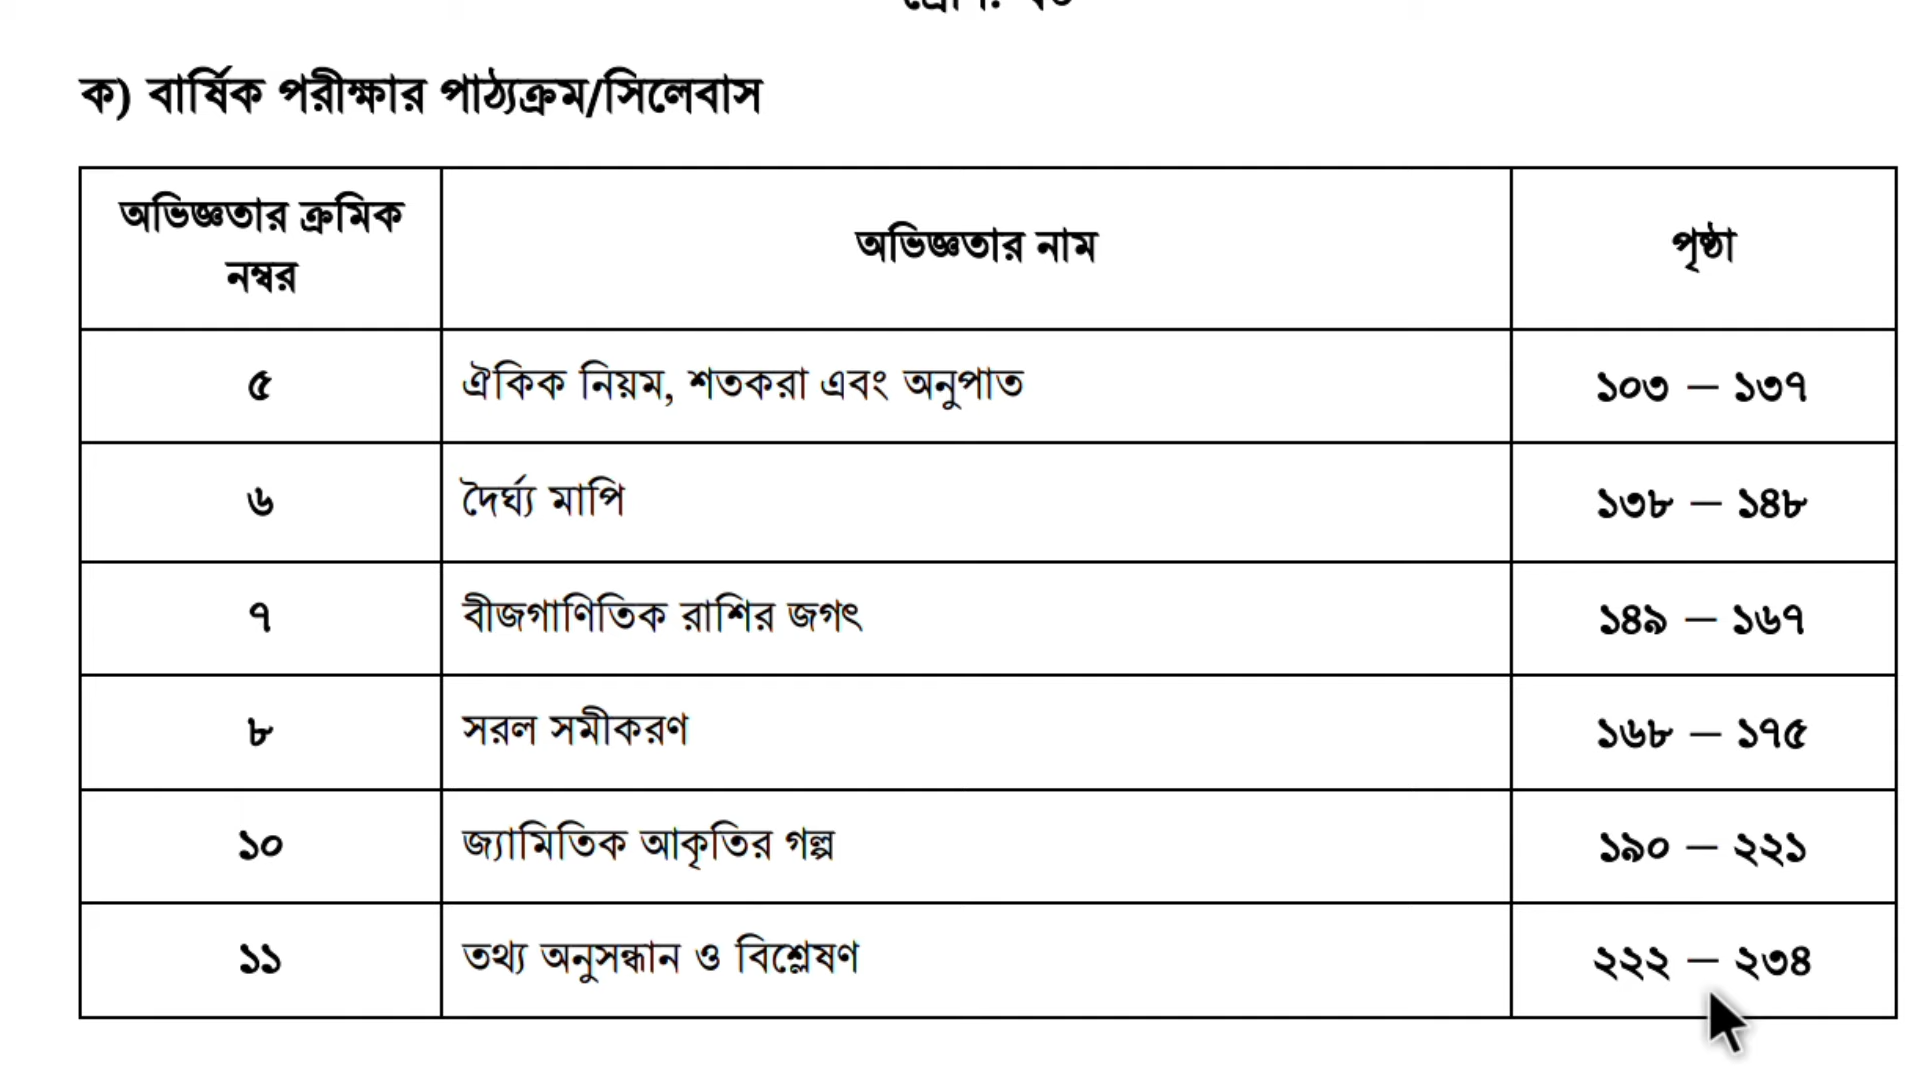 ক) বার্ষিক পরীক্ষার পাঠ্যক্রম/সিলেবাস
অভিজ্ঞতার ক্রমিক
নম্বর
অভিজ্ঞতার নাম
পৃষ্ঠা
৫ ঐকিক নিয়ম, শতকরা এবং অনুপাত ১০৩ – ১৩৭
৬ দৈর্ঘ্য মাপি ১৩৮ – ১৪৮
৭ বীজগাণিতিক রাশির জগৎ ১৪৯ – ১৬৭
৮ সরল সমীকরণ ১৬৮ – ১৭৫
১০ জ্যামিতিক আকৃতির গল্প ১৯০ – ২২১
১১ তথ্য অনুসন্ধান ও বিশ্লেষণ ২২২ – ২৩৪